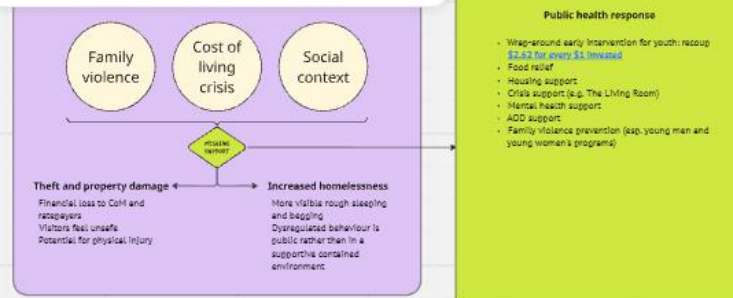 Family
violence
Cost of
living
crisis
Social
context
MISSING
SUPPORT
Theft and property damage
Financial loss to CoM and
ratepayers
Visitors feel unsafe
Potential for physical injury
Increased homelessness
More visible rough sleeping
and begging
Dysregulated behaviour is
public rather than in a
supportive contained
environment
Public health response
Wrap-around early intervention for youth: recoup
$2.62 for every $1 invested
Food relief
Housing support
Crisis support (e.g. The Living Room)
Mental health support
AOD support
Family violence prevention (esp. young men and
young women's programs)